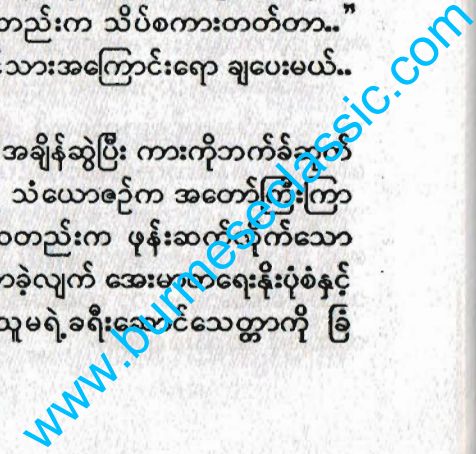 တည်းက သိပ်စကားတတ်တာ..”
သားအကြောင်းရော ချပေးမယ်..
အချိန်ဆွဲပြီး ကားကိုဘက်ခ်ဆုတ်
သံယောဇဉ်က အတော်ကြီးကြာ
တည်းက ဖုန်းဆက်လိုက်သော
ခဲ့လျက် အေးမာတရေးနိုးပုံစံနှင့်
သူမရဲ့ခရီးဆောင်သေတ္တာကို ခြံ
www.burmeseclassic.com